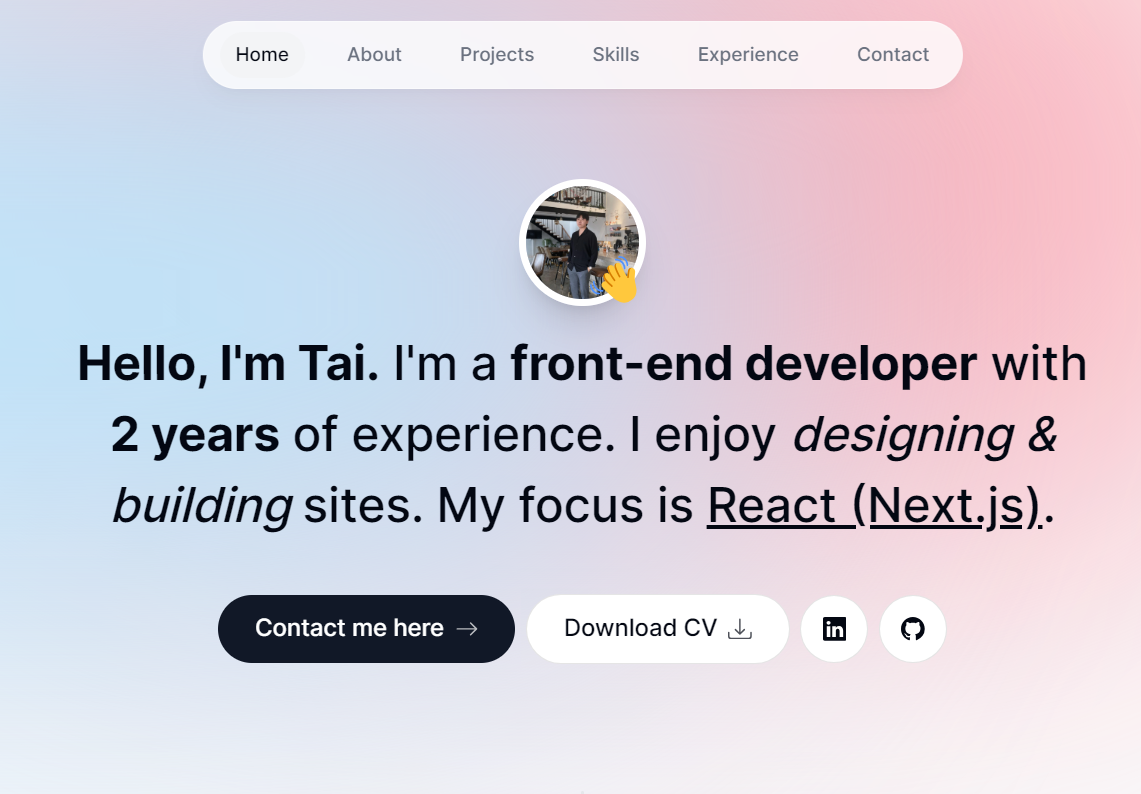 Home About Projects Skills Experience Contact
Hello, I'm Tai. I'm a front-end developer with
2 years of experience. I enjoy designing &
building sites. My focus is React (Next.js).
Contact me here Download CV in